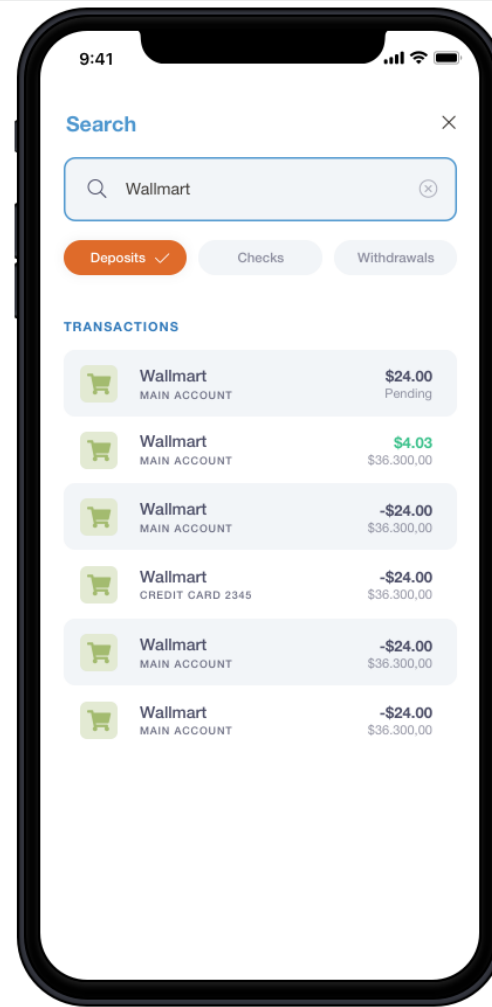 9:41
Search
Wallmart
Deposits Checks Withdrawals
TRANSACTIONS
Wallmart $24.00
MAIN ACCOUNT Pending
Wallmart $4.03
MAIN ACCOUNT $36.300,00
Wallmart -$24.00
MAIN ACCOUNT $36.300,00
Wallmart -$24.00
CREDIT CARD 2345 $36.300,00
Wallmart -$24.00
MAIN ACCOUNT $36.300,00
Wallmart -$24.00
MAIN ACCOUNT $36.300,00